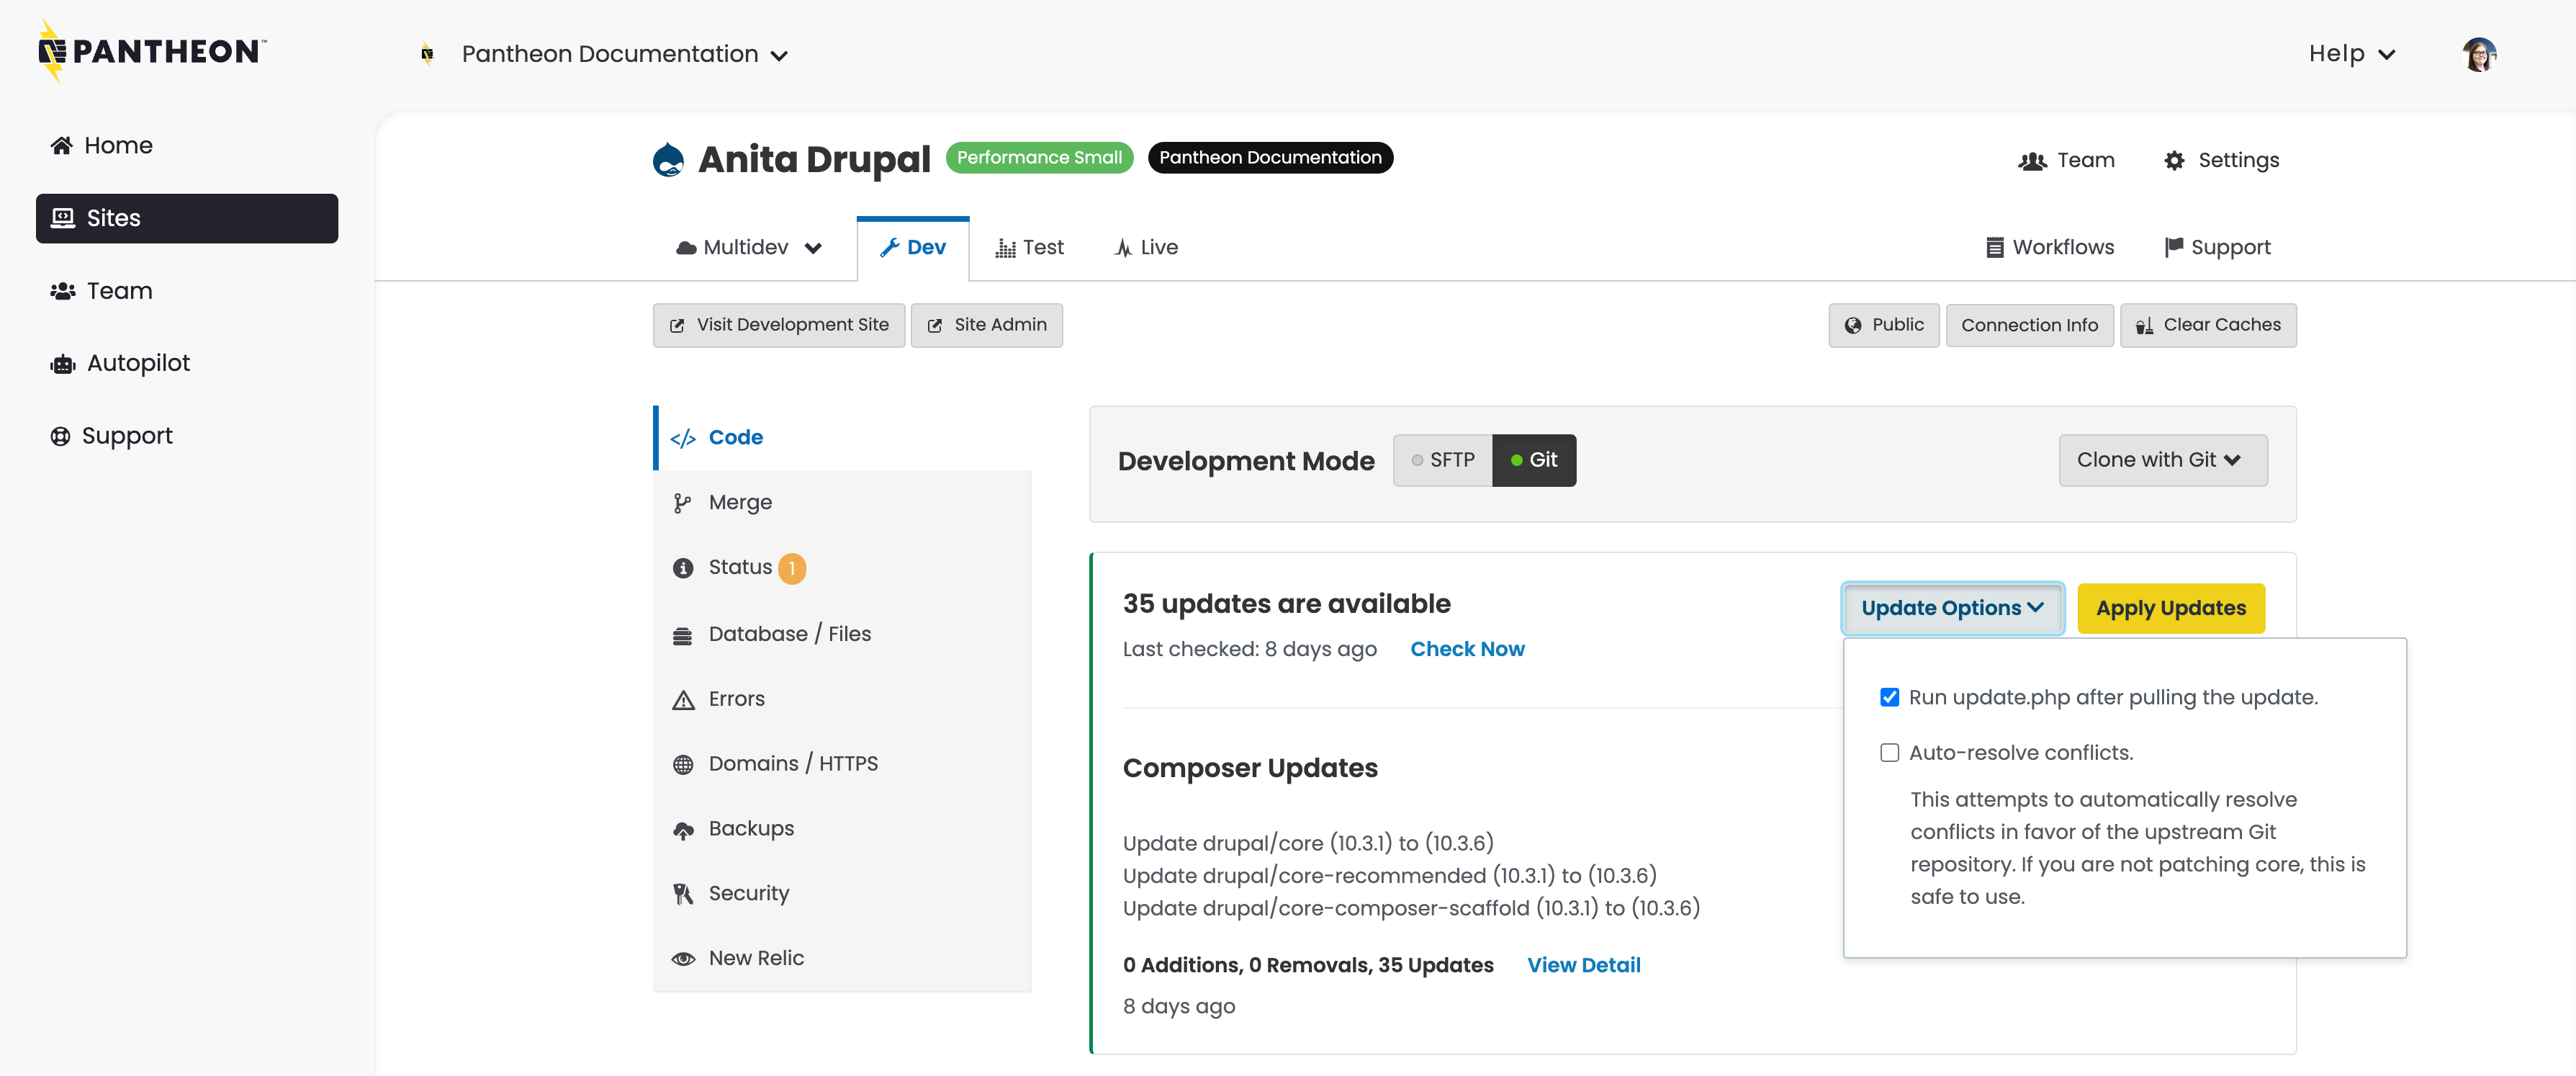 PANTHEON™
Pantheon Documentation
Help
Home
Sites
Team
Autopilot
Support
Anita Drupal
Performance Small
Pantheon Documentation
Team
Settings
Multidev
Dev
Test
Live
Workflows
Support
Visit Development Site
Site Admin
Public
Connection Info
Clear Caches
Code
Merge
Status 1
Database / Files
Errors
Domains / HTTPS
Backups
Security
New Relic
Development Mode
SFTP
Git
Clone with Git
35 updates are available
Update Options
Apply Updates
Last checked: 8 days ago
Check Now
Run update.php after pulling the update.
Auto-resolve conflicts.
This attempts to automatically resolve
conflicts in favor of the upstream Git
repository. If you are not patching core, this is
safe to use.
Composer Updates
Update drupal/core (10.3.1) to (10.3.6)
Update drupal/core-recommended (10.3.1) to (10.3.6)
Update drupal/core-composer-scaffold (10.3.1) to (10.3.6)
0 Additions, 0 Removals, 35 Updates
View Detail
8 days ago